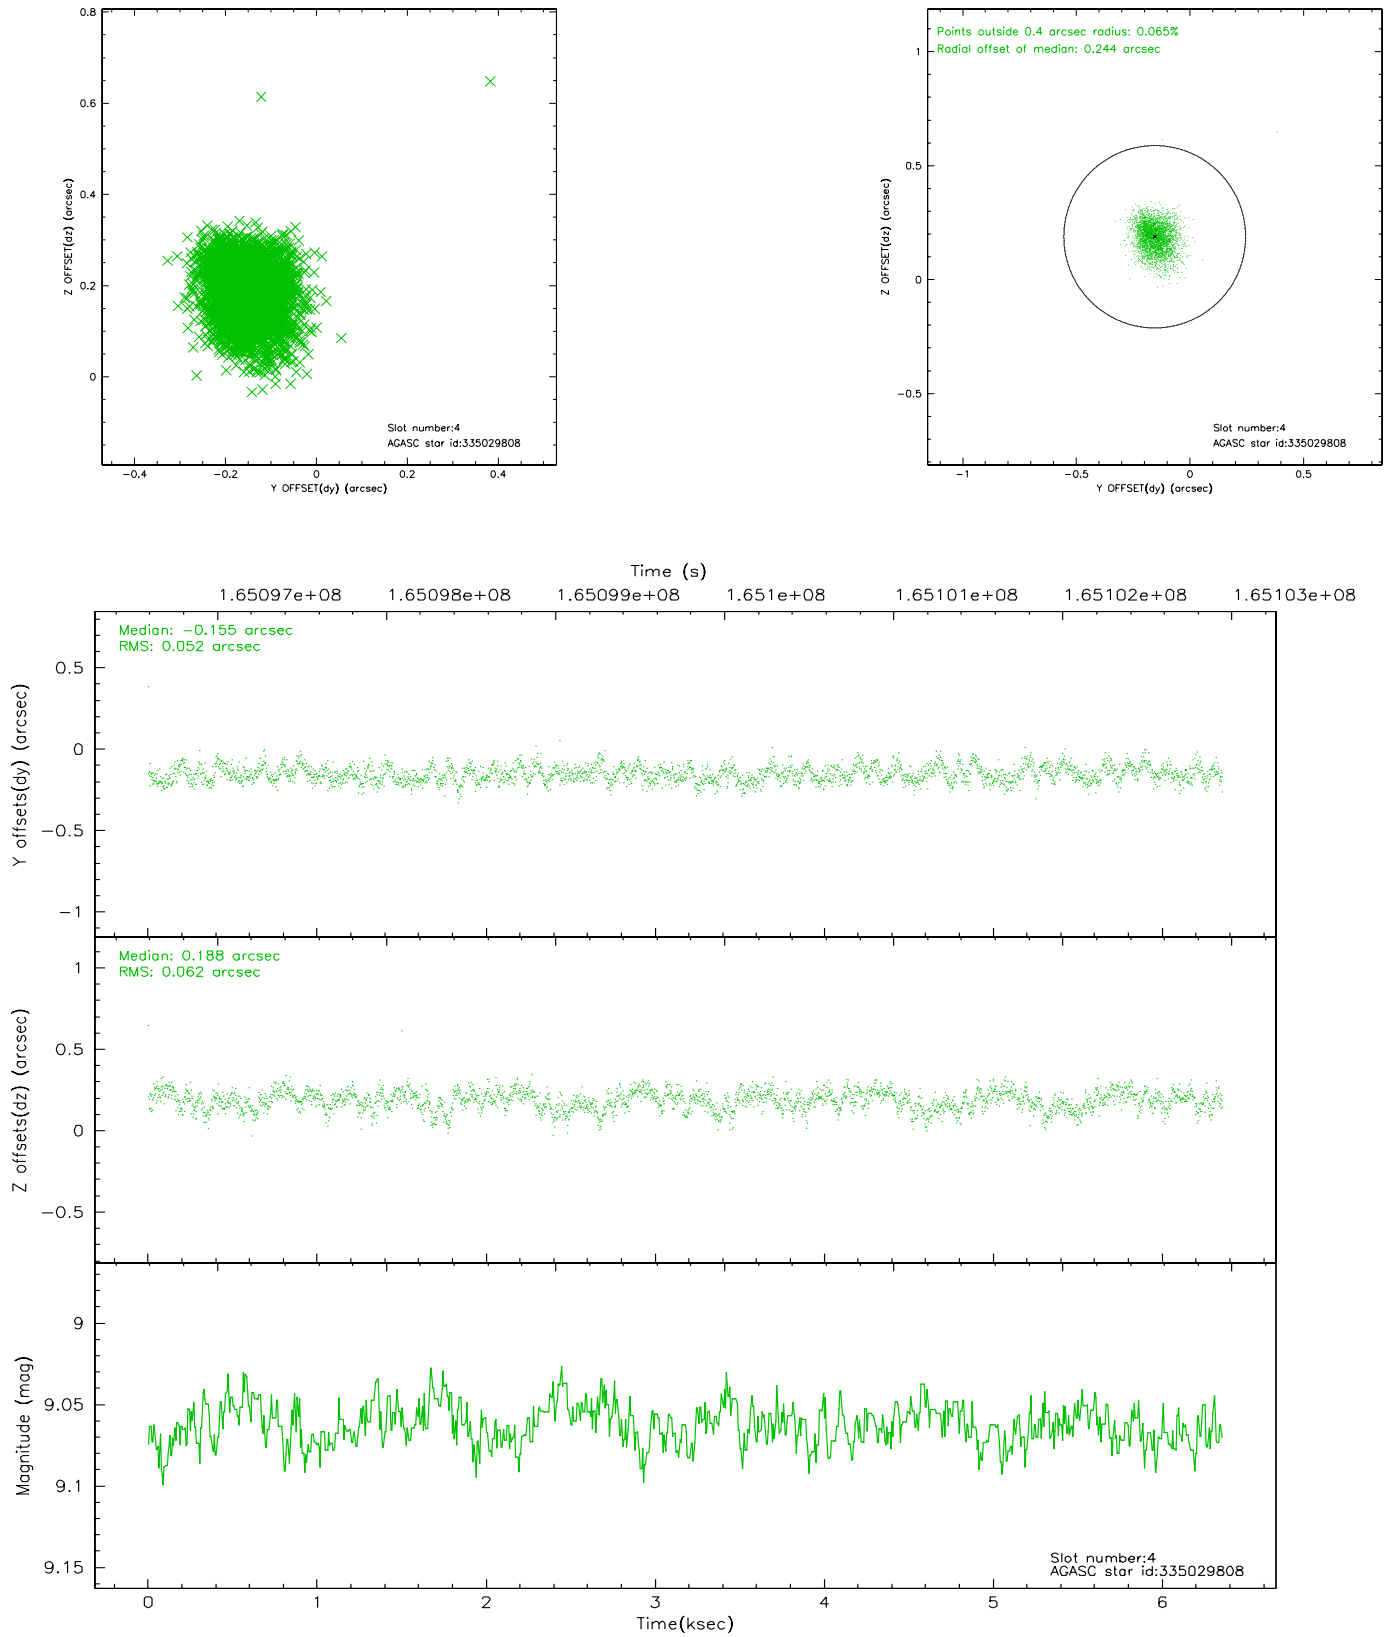 0.8
0.6
0.4
0.2
0
Z OFFSET(dz) (arcsec)
Slot number:4
AGASC star id:335029808
−0.4 −0.2 0 0.2 0.4
Y OFFSET(dy) (arcsec)
Points outside 0.4 arcsec radius: 0.065%
Radial offset of median: 0.244 arcsec
1
0.5
0
−0.5
Z OFFSET(dz) (arcsec)
Slot number:4
AGASC star id:335029808
−1 −0.5 0 0.5
Y OFFSET(dy) (arcsec)
Time (s)
1.65097e+08 1.65098e+08 1.65099e+08 1.651e+08 1.65101e+08 1.65102e+08 1.65103e+08
Median: −0.155 arcsec
RMS: 0.052 arcsec
0.5
0
−0.5
−1
Y offsets(dy) (arcsec)
Median: 0.188 arcsec
RMS: 0.062 arcsec
1
0.5
0
−0.5
Z offsets(dz) (arcsec)
9
9.05
9.1
9.15
Magnitude (mag)
Slot number:4
AGASC star id:335029808
0 1 2 3 4 5 6
Time(ksec)